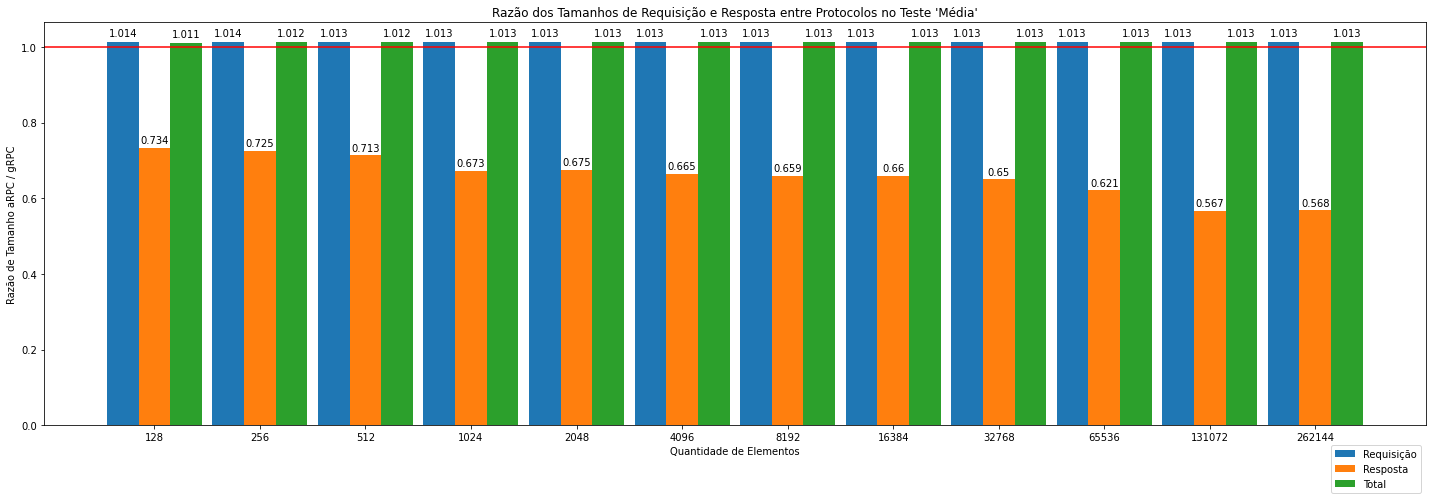 Razão dos Tamanhos de Requisição e Resposta entre Protocolos no Teste 'Média'
1.014 1.011 1.014 1.012 1.013 1.012 1.013 1.013 1.013 1.013 1.013 1.013 1.013 1.013 1.013 1.013 1.013 1.013 1.013 1.013 1.013 1.013 1.013 1.013
0.734 0.725 0.713 0.673 0.675 0.665 0.659 0.66 0.65 0.621 0.567 0.568
Razão de Tamanho aRPC / gRPC
1.0
0.8
0.6
0.4
0.2
0.0
128 256 512 1024 2048 4096 8192 16384 32768 65536 131072 262144
Quantidade de Elementos
Requisição
Resposta
Total